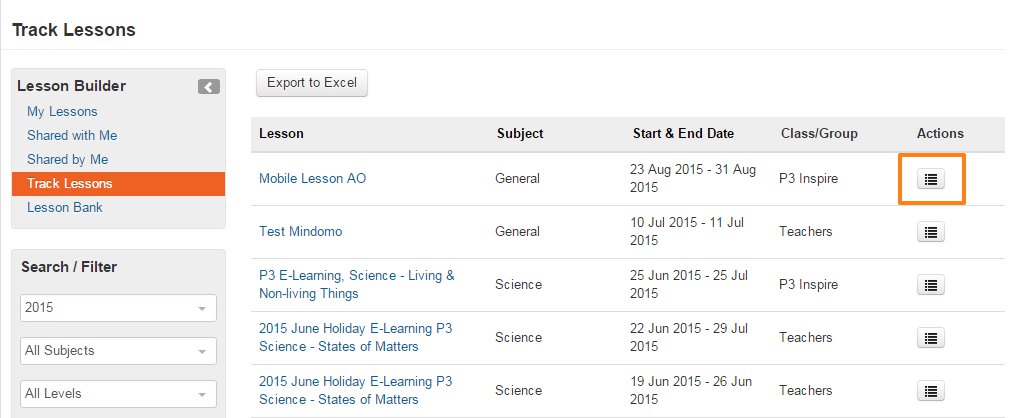 Track Lessons
Lesson Builder
My Lessons
Shared with Me
Shared by Me
Track Lessons
Lesson Bank
Search / Filter
2015
All Subjects
All Levels
Export to Excel
Lesson Subject Start & End Date Class/Group Actions
Mobile Lesson AO General 23 Aug 2015 - 31 Aug P3 Inspire
2015
Test Mindomo General 10 Jul 2015 - 11 Jul Teachers
2015
P3 E-Learning, Science - Living & Science 25 Jun 2015 - 25 Jul P3 Inspire
Non-living Things 2015
2015 June Holiday E-Learning P3 Science 22 Jun 2015 - 29 Jul Teachers
Science - States of Matters 2015
2015 June Holiday E-Learning P3 Science 19 Jun 2015 - 26 Jun Teachers
Science - States of Matters 2015